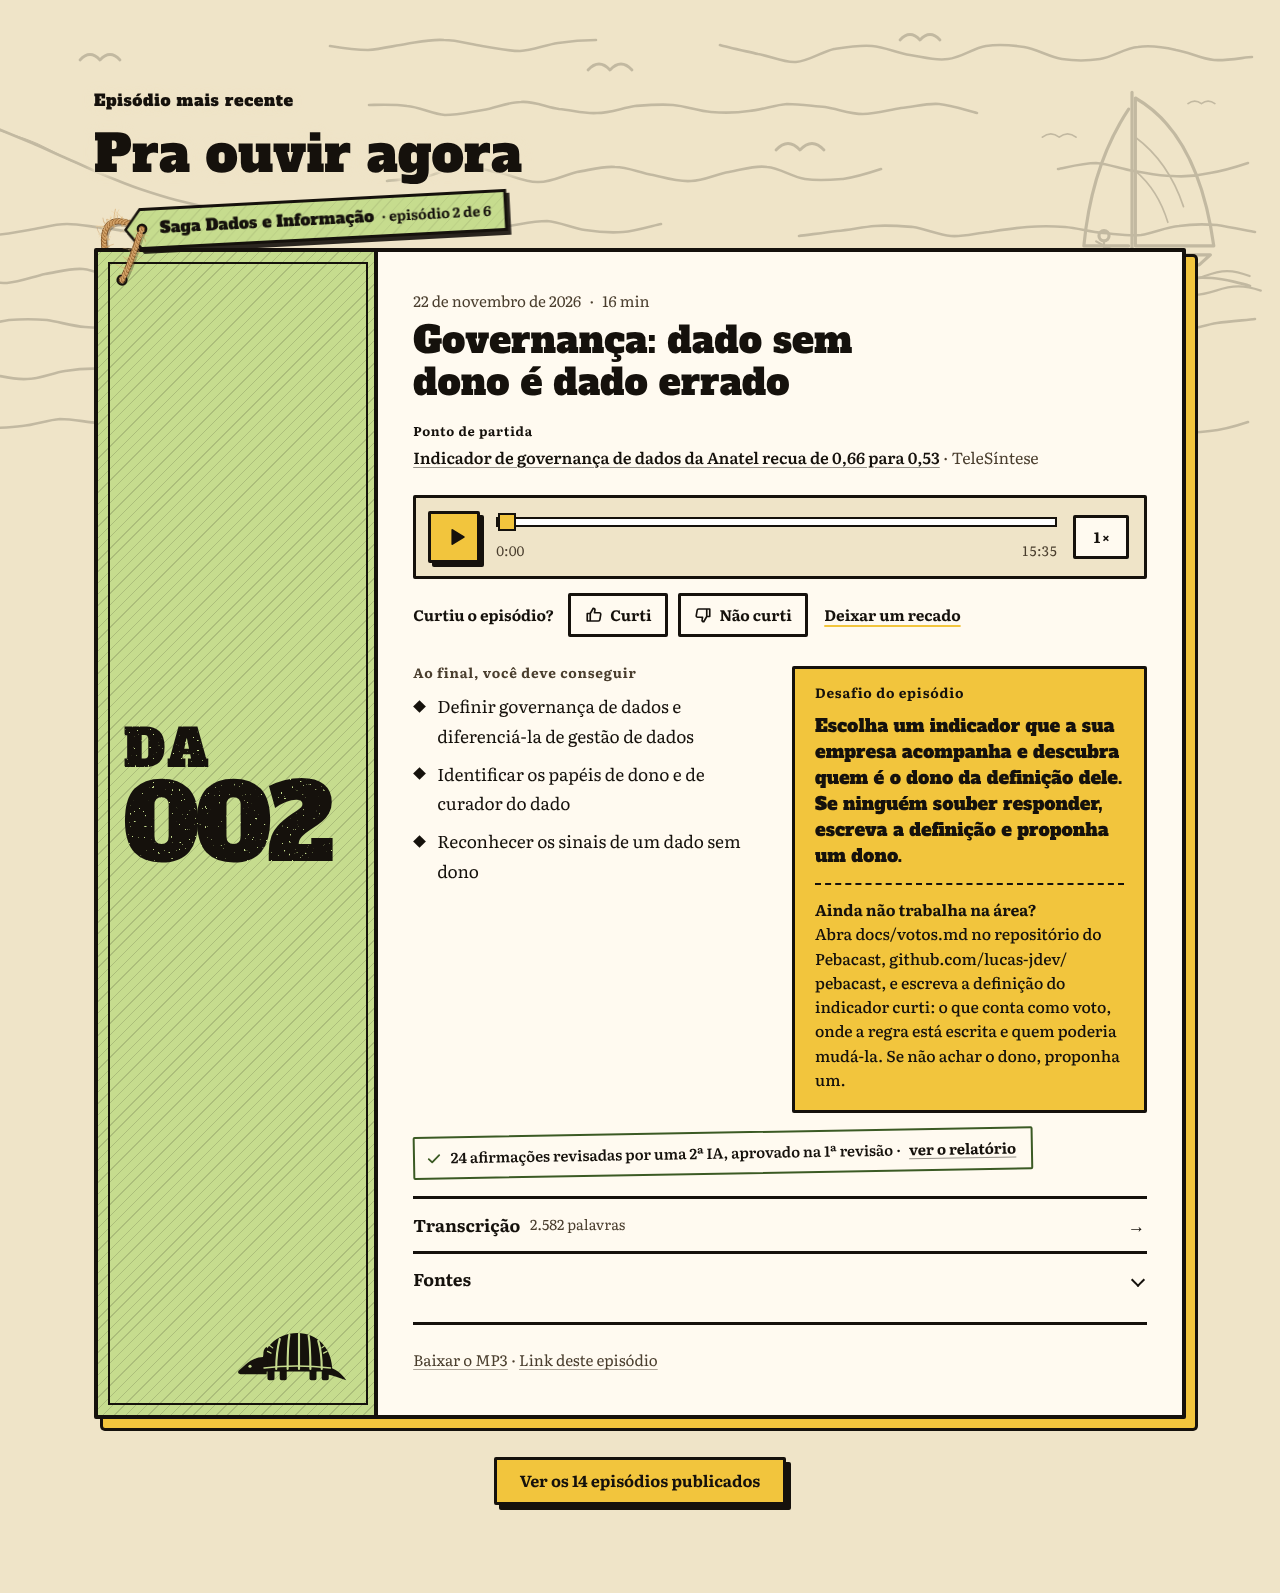 Episódio mais recente
Pra ouvir agora
Saga Dados e Informação · episódio 2 de 6
DA
002
22 de novembro de 2026 · 16 min
Governança: dado sem
dono é dado errado
Ponto de partida
Indicador de governança de dados da Anatel recua de 0,66 para 0,53 · TeleSíntese
0:00
15:35
1×
Curtiu o episódio?
Curti
Não curti
Deixar um recado
Ao final, você deve conseguir
Definir governança de dados e
diferenciá-la de gestão de dados
Identificar os papéis de dono e de
curador do dado
Reconhecer os sinais de um dado sem
dono
Desafio do episódio
Escolha um indicador que a sua
empresa acompanha e descubra
quem é o dono da definição dele.
Se ninguém souber responder,
escreva a definição e proponha
um dono.
Ainda não trabalha na área?
Abra docs/votos.md no repositório do
Pebacast, github.com/lucas-jdev/
pebacast, e escreva a definição do
indicador curti: o que conta como voto,
onde a regra está escrita e quem poderia
mudá-la. Se não achar o dono, proponha
um.
24 afirmações revisadas por uma 2ª IA, aprovado na 1ª revisão · ver o relatório
Transcrição 2.582 palavras →
Fontes
Baixar o MP3 · Link deste episódio
Ver os 14 episódios publicados